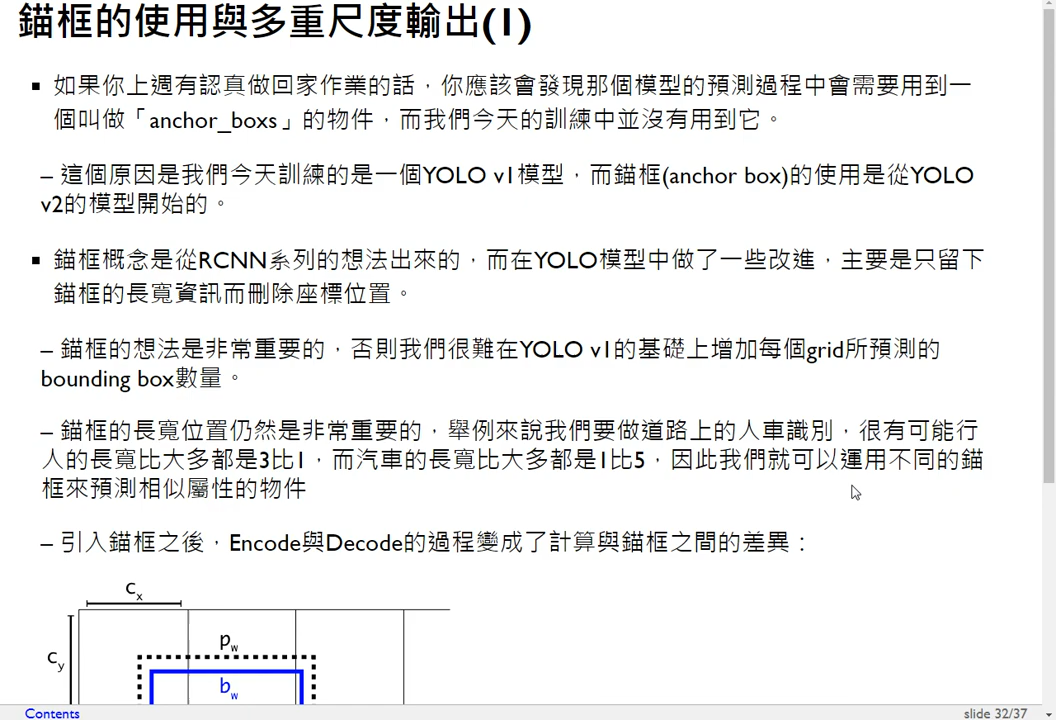 錨框的使用與多重尺度輸出(1)
如果你上週有認真做回家作業的話，你應該會發現那個模型的預測過程中會需要用到一
個叫做「anchor_boxs」的物件，而我們今天的訓練中並沒有用到它。
– 這個原因是我們今天訓練的是一個YOLO v1模型，而錨框(anchor box)的使用是從YOLO
v2的模型開始的。
錨框概念是從RCNN系列的想法出來的，而在YOLO模型中做了一些改進，主要是只留下
錨框的長寬資訊而刪除座標位置。
– 錨框的想法是非常重要的，否則我們很難在YOLO v1的基礎上增加每個grid所預測的
bounding box數量。
– 錨框的長寬位置仍然是非常重要的，舉例來說我們要做道路上的人車識別，很有可能行
人的長寬比大多都是3比1，而汽車的長寬比大多都是1比5，因此我們就可以運用不同的錨
框來預測相似屬性的物件
– 引入錨框之後，Encode與Decode的過程變成了計算與錨框之間的差異：
cx
pw
cy
bw
Contents
slide 32/37